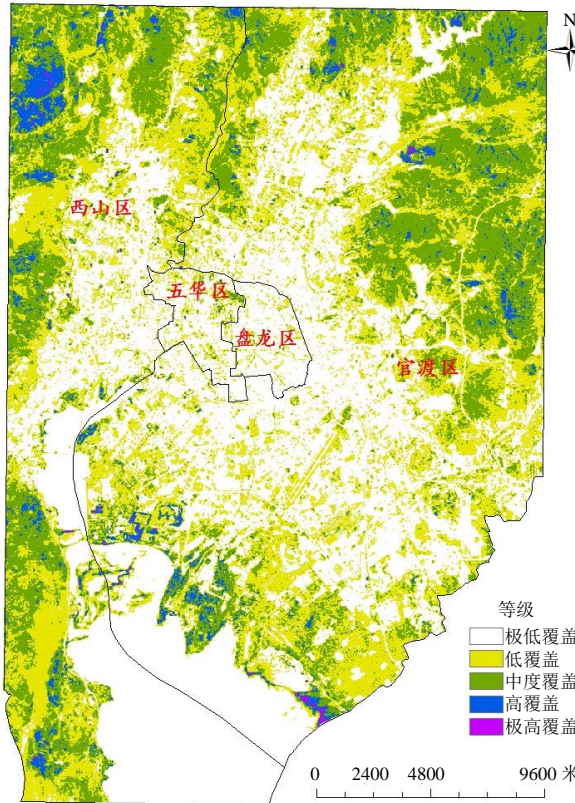 N
西山区
五华区
盘龙区
官渡区
等级
极低覆盖
低覆盖
中度覆盖
高覆盖
极高覆盖
0 2400 4800 9600 米